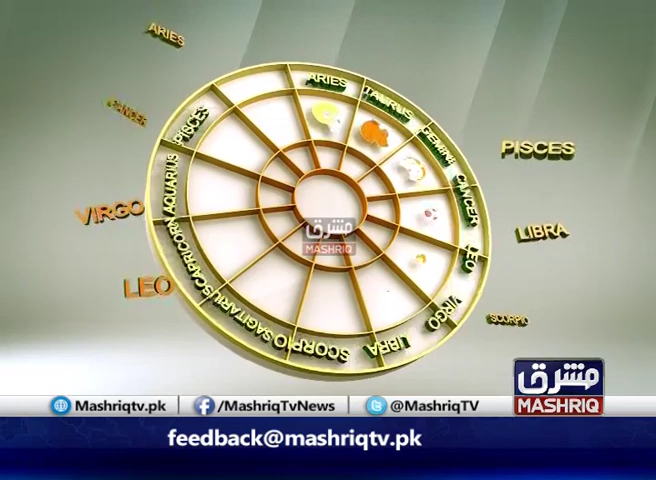 ARIES
CANCER
VIRGO
LEO
PISCES
LIBRA
SCORPIO
ARIES
TAURUS
GEMINI
CANCER
LEO
VIRGO
LIBRA
SCORPIO
SAGITARIUS
CAPRICORN
AQUARIUS
PISCES
مشرق
MASHRIQ
مشرق
MASHRIQ
Mashriqtv.pk
/MashriqTvNews
@MashriqTV
feedback@mashriqtv.pk